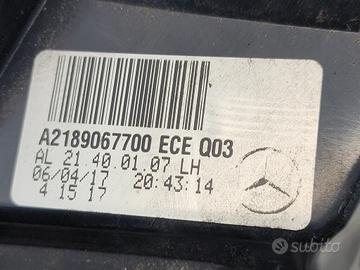 A2189067700 ECE Q03
AL 21.40.01.07 LH
06/04/17 20:43:14
4 15 17
subito